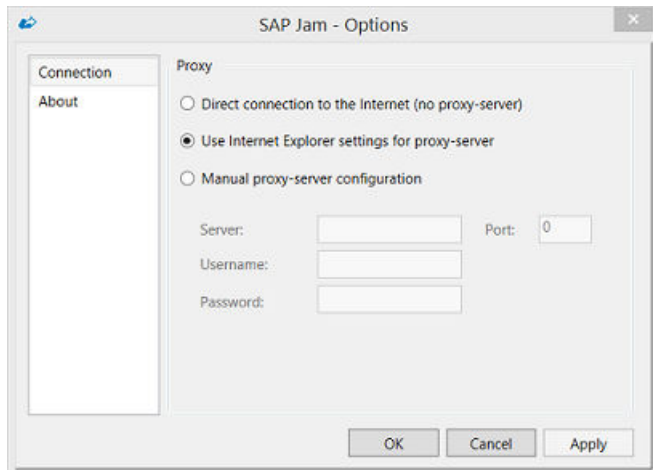 SAP Jam - Options
Connection
About
Proxy
Direct connection to the Internet (no proxy-server)
Use Internet Explorer settings for proxy-server
Manual proxy-server configuration
Server: Port: 0
Username:
Password:
OK Cancel Apply